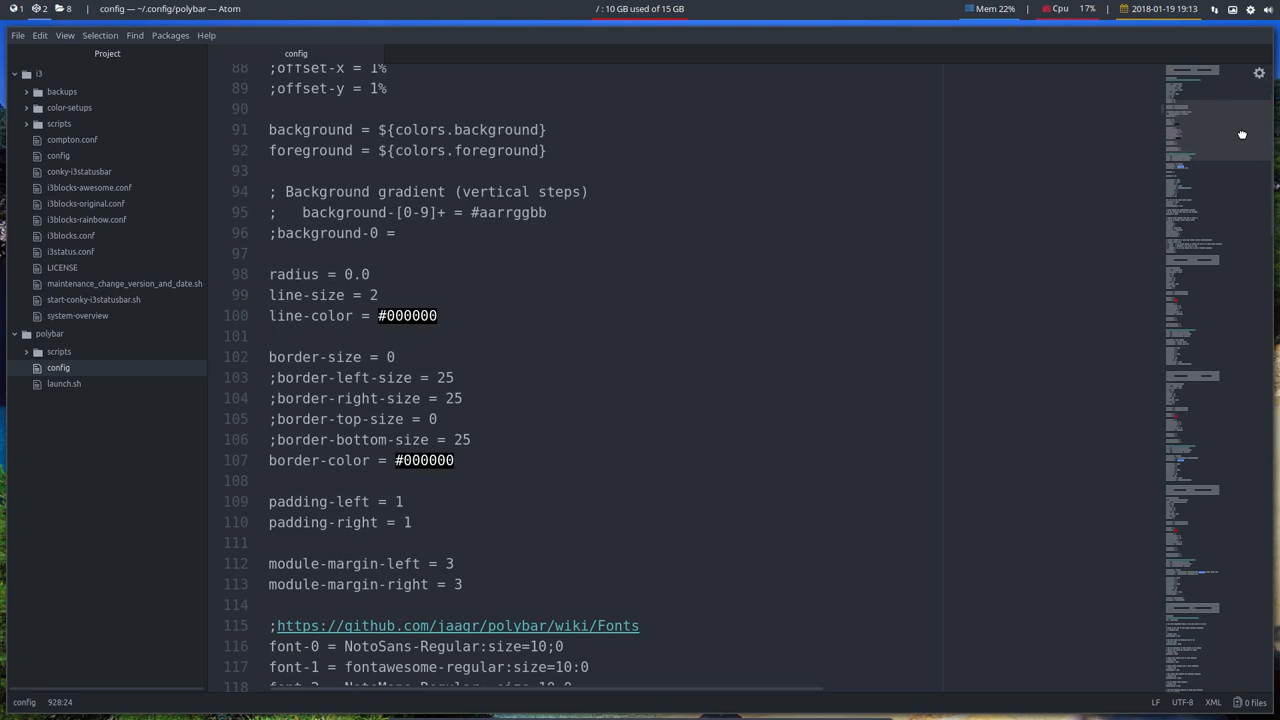 1 2 8 config — ~/.config/polybar — Atom
/ : 10 GB used of 15 GB
Mem 22% Cpu 17% 2018-01-19 19:13
File Edit View Selection Find Packages Help
Project
i3
backups
color-setups
scripts
compton.conf
config
conky-i3statusbar
i3blocks-awesome.conf
i3blocks-original.conf
i3blocks-rainbow.conf
i3blocks.conf
i3status.conf
LICENSE
maintenance_change_version_and_date.sh
start-conky-i3statusbar.sh
system-overview
polybar
scripts
config
launch.sh
config
88 ;offset-x = 1%
89 ;offset-y = 1%
90
91 background = ${colors.background}
92 foreground = ${colors.foreground}
93
94 ; Background gradient (vertical steps)
95 ;   background-[0-9]+ = #aarrggbb
96 ;background-0 =
97
98 radius = 0.0
99 line-size = 2
100 line-color = #000000
101
102 border-size = 0
103 ;border-left-size = 25
104 ;border-right-size = 25
105 ;border-top-size = 0
106 ;border-bottom-size = 25
107 border-color = #000000
108
109 padding-left = 1
110 padding-right = 1
111
112 module-margin-left = 3
113 module-margin-right = 3
114
115 ;https://github.com/jaagr/polybar/wiki/Fonts
116 font-0 = NotoSans-Regular:size=10;2
117 font-1 = fontawesome-regular:size=10:0
118
config 928:24
LF UTF-8 XML 0 files